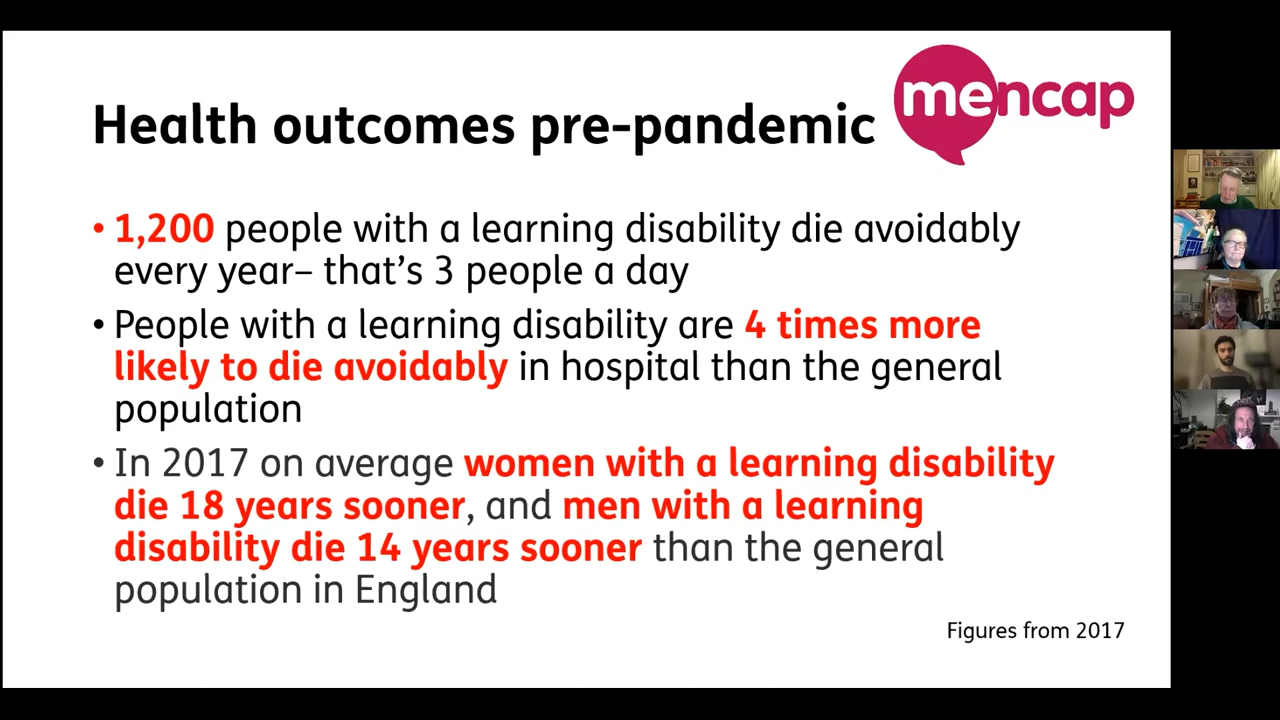 mencap
Health outcomes pre-pandemic
• 1,200 people with a learning disability die avoidably
every year– that’s 3 people a day
• People with a learning disability are 4 times more
likely to die avoidably in hospital than the general
population
• In 2017 on average women with a learning disability
die 18 years sooner, and men with a learning
disability die 14 years sooner than the general
population in England
Figures from 2017